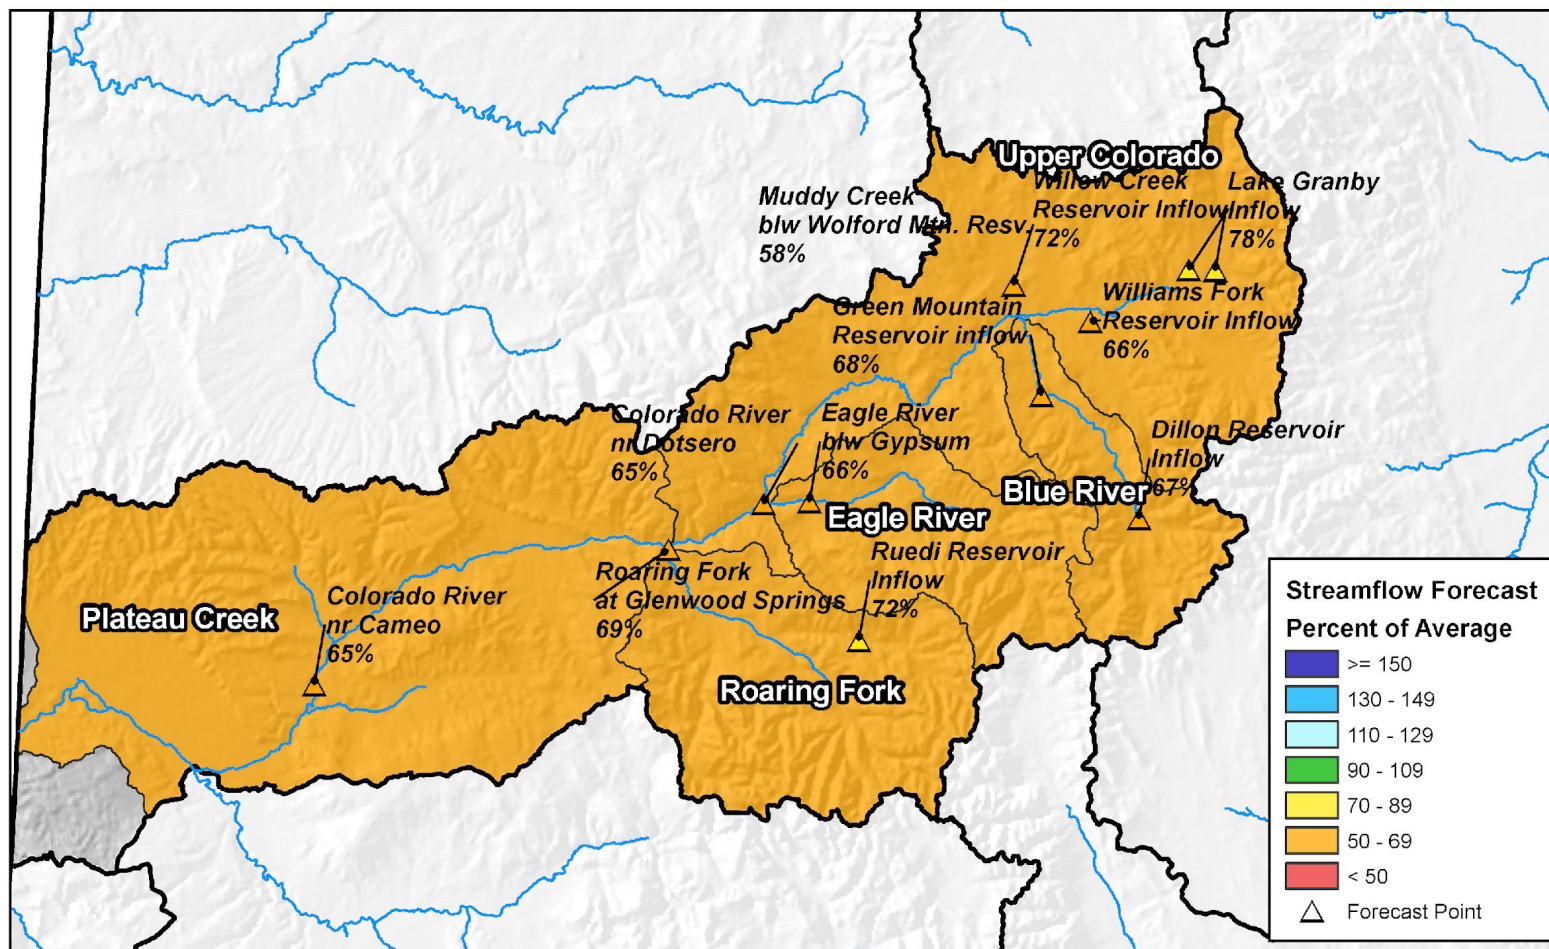 Upper Colorado
Muddy Creek
blw Wolford Mtn. Resv.
58%
Willow Creek
Reservoir Inflow
72%
Lake Granby
Inflow
78%
Green Mountain
Reservoir inflow
68%
Williams Fork
Reservoir Inflow
66%
Colorado River
nr Dotsero
65%
Eagle River
blw Gypsum
66%
Dillon Reservoir
Inflow
67%
Blue River
Eagle River
Ruedi Reservoir
Inflow
72%
Roaring Fork
at Glenwood Springs
69%
Colorado River
nr Cameo
65%
Plateau Creek
Roaring Fork
Streamflow Forecast
Percent of Average
>= 150
130 - 149
110 - 129
90 - 109
70 - 89
50 - 69
< 50
Forecast Point